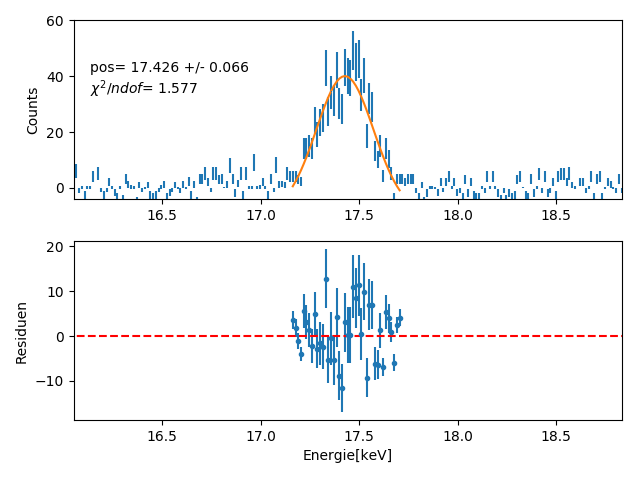 60
40
20
0
Counts
pos= 17.426 +/- 0.066
χ²/ndof= 1.577
16.5 17.0 17.5 18.0 18.5
20
10
0
−10
Residuen
16.5 17.0 17.5 18.0 18.5
Energie[keV]